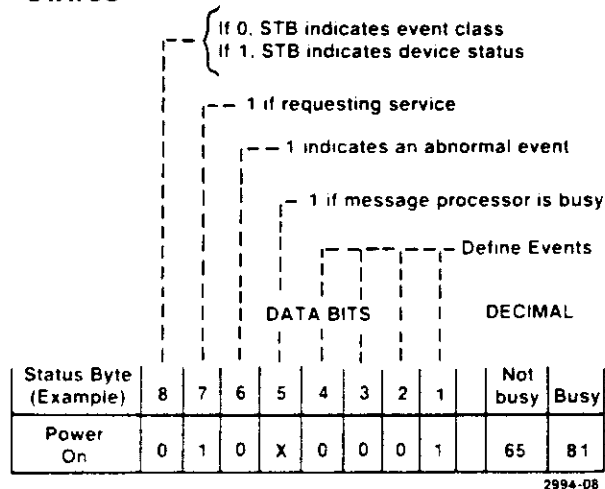 If 0, STB indicates event class
If 1, STB indicates device status
1 if requesting service
1 indicates an abnormal event
1 if message processor is busy
Define Events
DATA BITS DECIMAL
Status Byte (Example) 8 7 6 5 4 3 2 1 Not busy Busy
Power On 0 1 0 X 0 0 0 1 65 81
2994-08